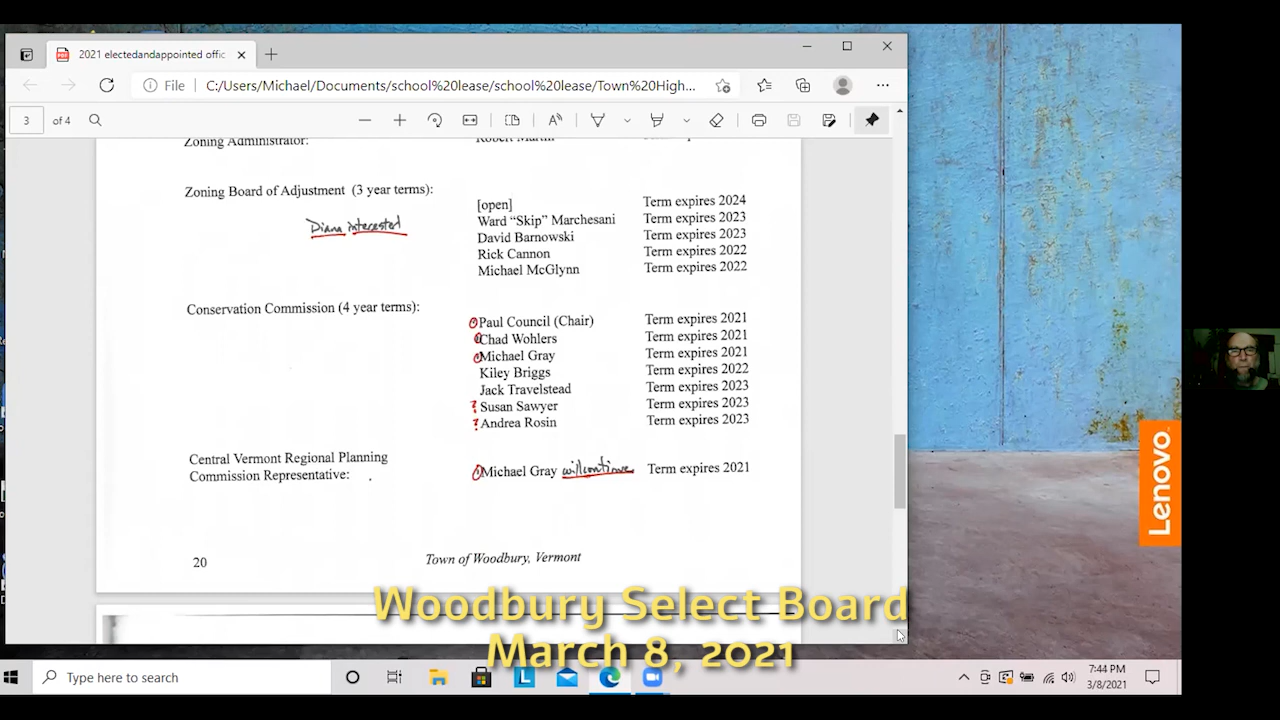 2021 electedandappointed offic
File C:/Users/Michael/Documents/school%20lease/school%20lease/Town%20High...
3 of 4
Zoning Administrator: Robert Martin
Zoning Board of Adjustment (3 year terms):
[open] Term expires 2024
Diana interested Ward “Skip” Marchesani Term expires 2023
David Barnowski Term expires 2023
Rick Cannon Term expires 2022
Michael McGlynn Term expires 2022
Conservation Commission (4 year terms):
Paul Council (Chair) Term expires 2021
Chad Wohlers Term expires 2021
Michael Gray Term expires 2021
Kiley Briggs Term expires 2022
Jack Travelstead Term expires 2023
? Susan Sawyer Term expires 2023
? Andrea Rosin Term expires 2023
Central Vermont Regional Planning
Commission Representative: Michael Gray will continue Term expires 2021
20 Town of Woodbury, Vermont
Woodbury Select Board
March 8, 2021
Lenovo
Type here to search
7:44 PM
3/8/2021